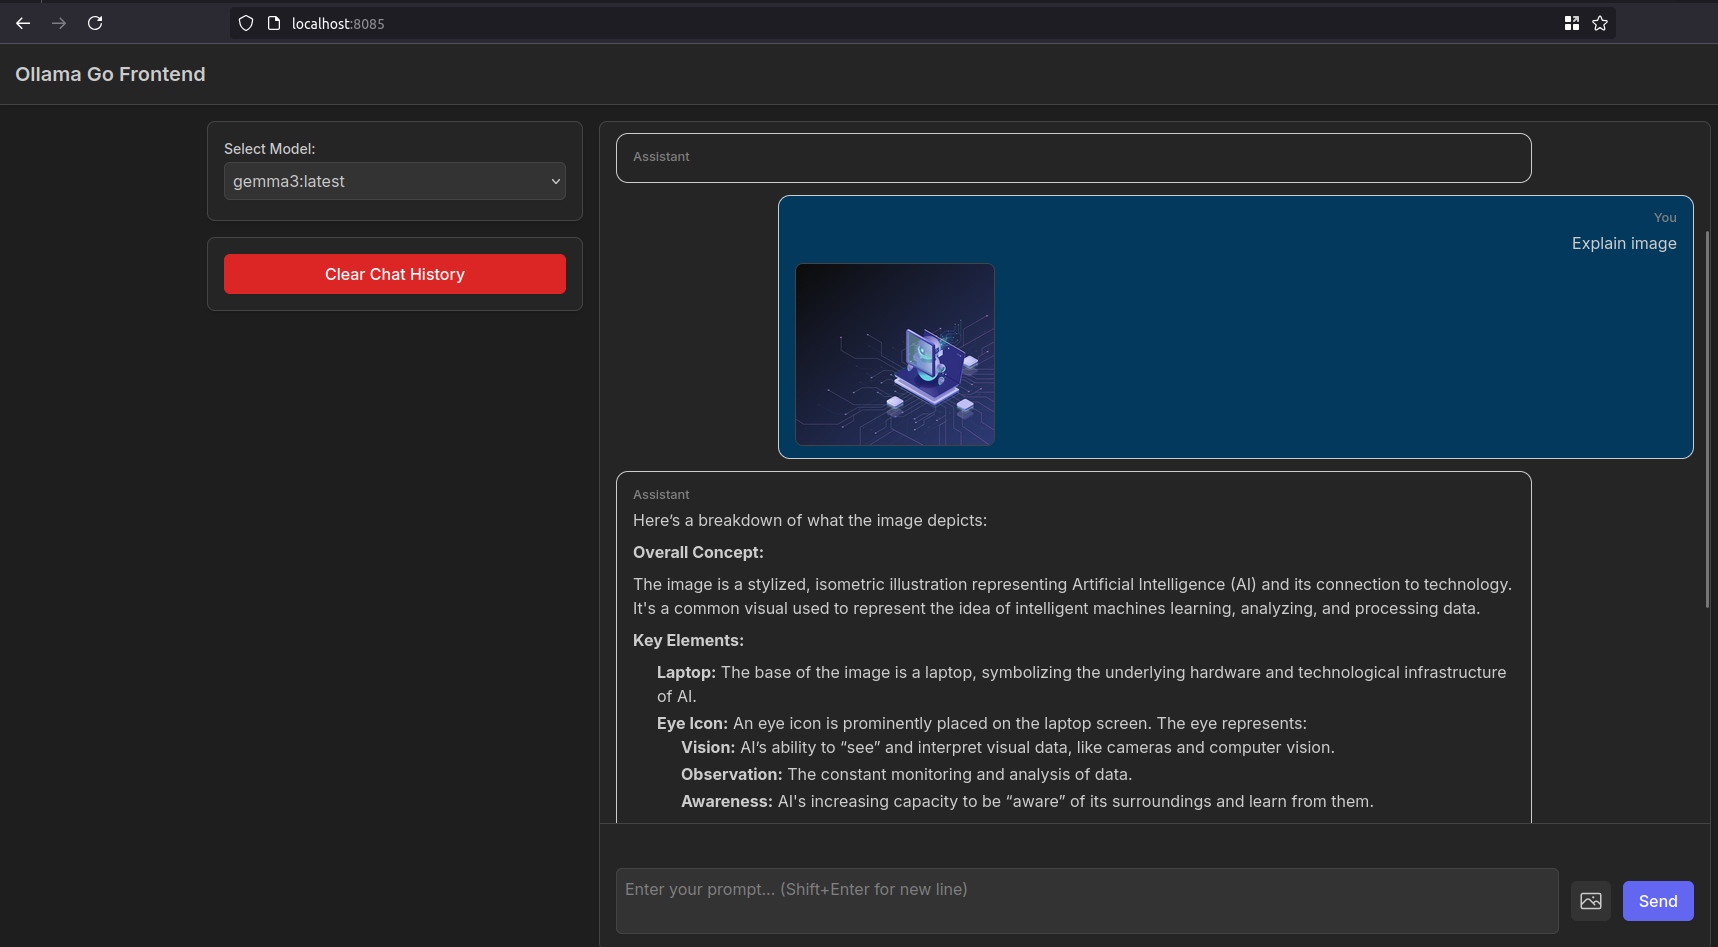 localhost:8085
Ollama Go Frontend
Select Model:
gemma3:latest
Clear Chat History
Assistant
You
Explain image
Assistant
Here’s a breakdown of what the image depicts:
Overall Concept:
The image is a stylized, isometric illustration representing Artificial Intelligence (AI) and its connection to technology.
It's a common visual used to represent the idea of intelligent machines learning, analyzing, and processing data.
Key Elements:
Laptop: The base of the image is a laptop, symbolizing the underlying hardware and technological infrastructure
of AI.
Eye Icon: An eye icon is prominently placed on the laptop screen. The eye represents:
Vision: AI’s ability to “see” and interpret visual data, like cameras and computer vision.
Observation: The constant monitoring and analysis of data.
Awareness: AI's increasing capacity to be “aware” of its surroundings and learn from them.
Enter your prompt... (Shift+Enter for new line)
Send